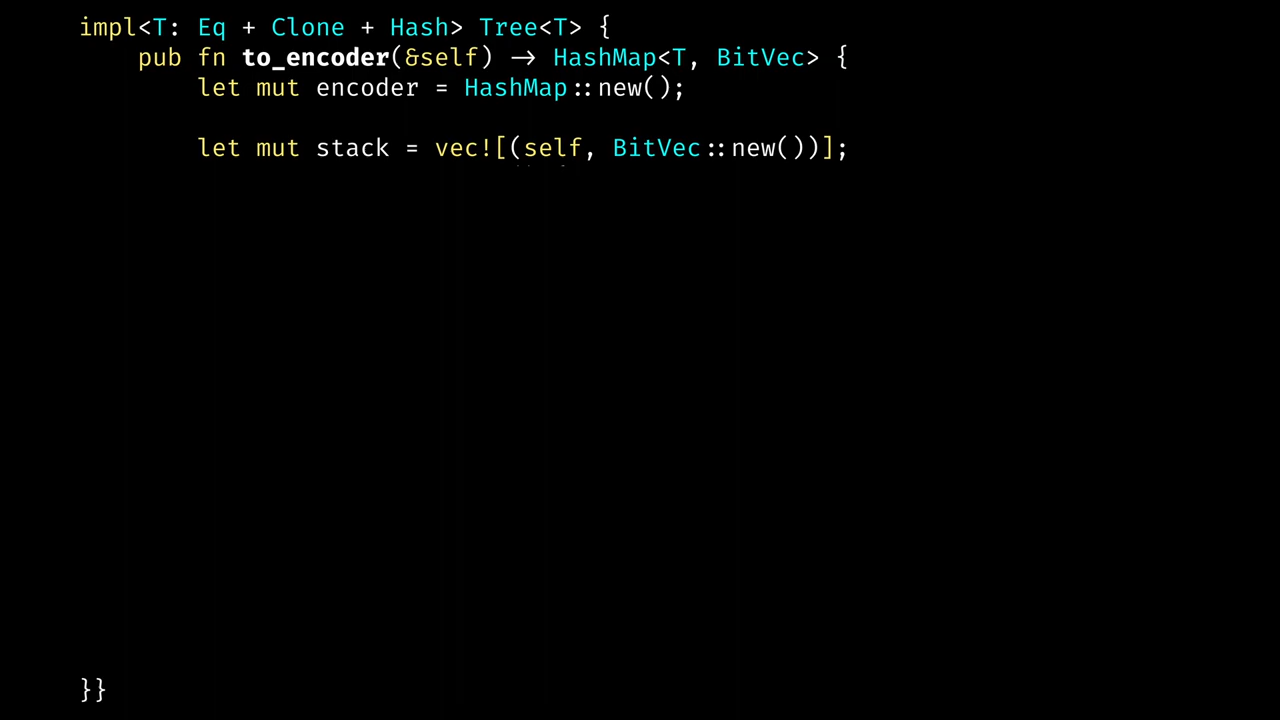 impl<T: Eq + Clone + Hash> Tree<T> {
    pub fn to_encoder(&self) -> HashMap<T, BitVec> {
        let mut encoder = HashMap::new();
        let mut stack = vec![(self, BitVec::new())];
}}